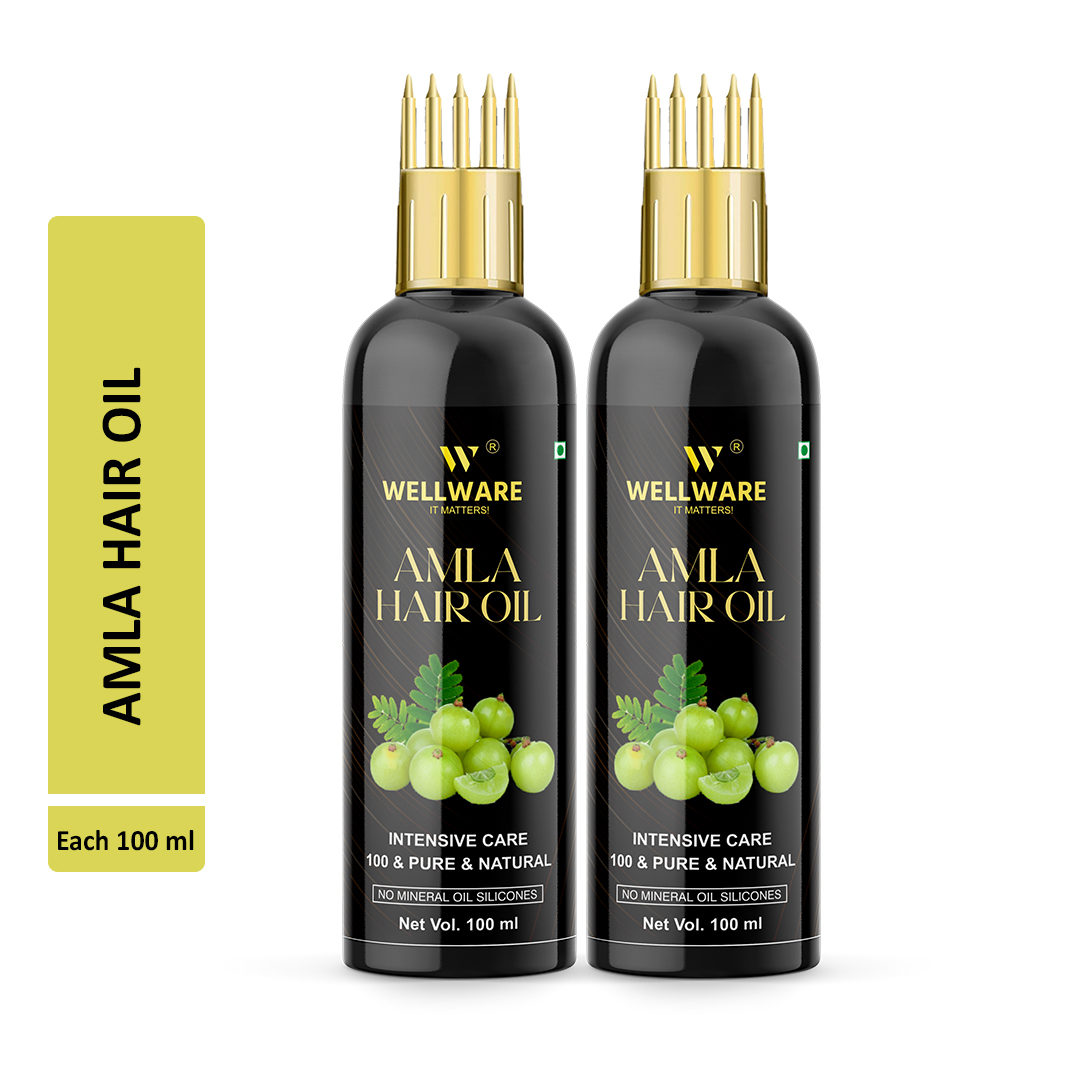 AMLA HAIR OIL
Each 100 ml
W ®
WELLWARE
IT MATTERS!
AMLA
HAIR OIL
INTENSIVE CARE
100 & PURE & NATURAL
NO MINERAL OIL SILICONES
Net Vol. 100 ml
W ®
WELLWARE
IT MATTERS!
AMLA
HAIR OIL
INTENSIVE CARE
100 & PURE & NATURAL
NO MINERAL OIL SILICONES
Net Vol. 100 ml